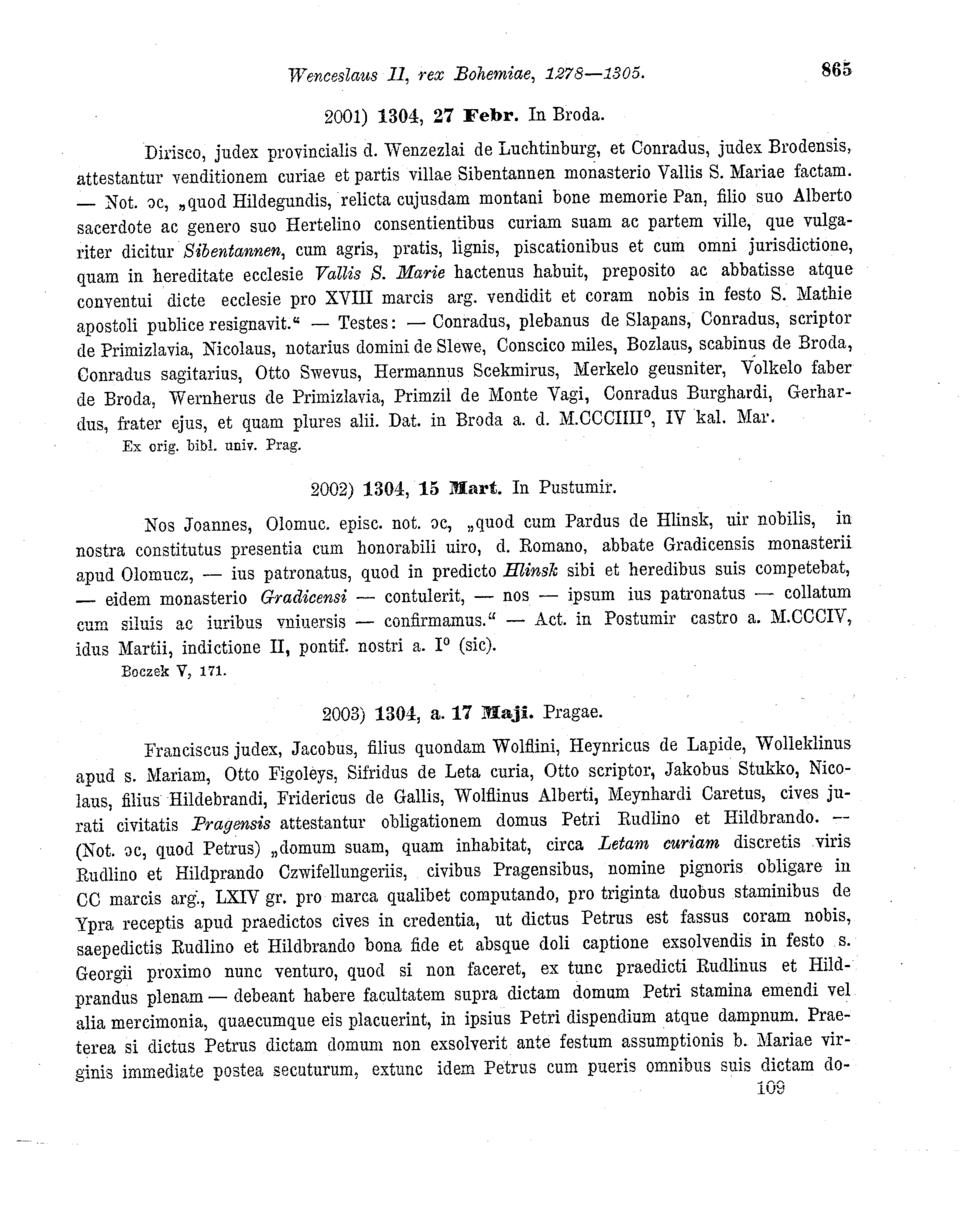 Wenceslaus II, rex Bohemiae, 1278—1305. 865
2001) 1304, 27 Febr. In Broda.
Dirisco, judex provincialis d. Wenzezlai de Luchtinburg, et Conradus, judex Brodensis,
attestantur venditionem curiae et partis villae Sibentannen monasterio Vallis S. Mariae factam.
— Not. ɔc, „quod Hildegundis, relicta cujusdam montani bone memorie Pan, filio suo Alberto
sacerdote ac genero suo Hertelino consentientibus curiam suam ac partem ville, que vulga-
riter dicitur Sibentannen, cum agris, pratis, lignis, piscationibus et cum omni jurisdictione,
quam in hereditate ecclesie Vallis S. Marie hactenus habuit, preposito ac abbatisse atque
conventui dicte ecclesie pro XVIII marcis arg. vendidit et coram nobis in festo S. Mathie
apostoli publice resignavit.“ — Testes: — Conradus, plebanus de Slapans, Conradus, scriptor
de Primizlavia, Nicolaus, notarius domini de Slewe, Conscico miles, Bozlaus, scabinus de Broda,
Conradus sagitarius, Otto Swevus, Hermannus Scekmirus, Merkelo geusniter, Volkelo faber
de Broda, Wernherus de Primizlavia, Primzil de Monte Vagi, Conradus Burghardi, Gerhar-
dus, frater ejus, et quam plures alii. Dat. in Broda a. d. M.CCCIIII⁰, IV kal. Mar.
Ex orig. bibl. univ. Prag.
2002) 1304, 15 Mart. In Pustumir.
Nos Joannes, Olomuc. episc. not. ɔc, „quod cum Pardus de Hlinsk, uir nobilis, in
nostra constitutus presentia cum honorabili uiro, d. Romano, abbate Gradicensis monasterii
apud Olomucz, — ius patronatus, quod in predicto Hlinsk sibi et heredibus suis competebat,
— eidem monasterio Gradicensi — contulerit, — nos — ipsum ius patronatus — collatum
cum siluis ac iuribus vniuersis — confirmamus.“ — Act. in Postumir castro a. M.CCCIV,
idus Martii, indictione II, pontif. nostri a. I⁰ (sic).
Boczek V, 171.
2003) 1304, a. 17 Maji. Pragae.
Franciscus judex, Jacobus, filius quondam Wolflini, Heynricus de Lapide, Wolleklinus
apud s. Mariam, Otto Figoleys, Sifridus de Leta curia, Otto scriptor, Jakobus Stukko, Nico-
laus, filius Hildebrandi, Fridericus de Gallis, Wolflinus Alberti, Meynhardi Caretus, cives ju-
rati civitatis Pragensis attestantur obligationem domus Petri Rudlino et Hildbrando. —
(Not. ɔc, quod Petrus) „domum suam, quam inhabitat, circa Letam curiam discretis viris
Rudlino et Hildprando Czwifellungeriis, civibus Pragensibus, nomine pignoris obligare in
CC marcis arg., LXIV gr. pro marca qualibet computando, pro triginta duobus staminibus de
Ypra receptis apud praedictos cives in credentia, ut dictus Petrus est fassus coram nobis,
saepedictis Rudlino et Hildbrando bona fide et absque doli captione exsolvendis in festo s.
Georgii proximo nunc venturo, quod si non faceret, ex tunc praedicti Rudlinus et Hild-
prandus plenam — debeant habere facultatem supra dictam domum Petri stamina emendi vel
alia mercimonia, quaecumque eis placuerint, in ipsius Petri dispendium atque dampnum. Prae-
terea si dictus Petrus dictam domum non exsolverit ante festum assumptionis b. Mariae vir-
ginis immediate postea secuturum, extunc idem Petrus cum pueris omnibus suis dictam do-
109